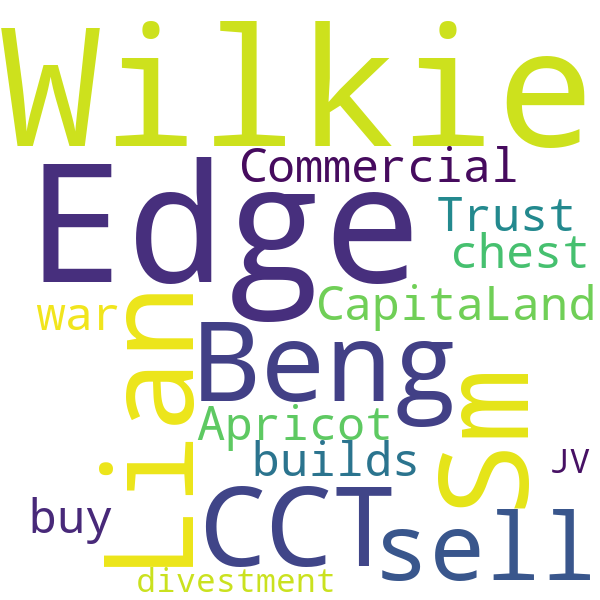 Wilkie
Commercial
Edge
Trust
chest
CapitaLand
war
Lian
Beng
Sm
Apricot
builds
JV
CCT
buy
sell
divestment